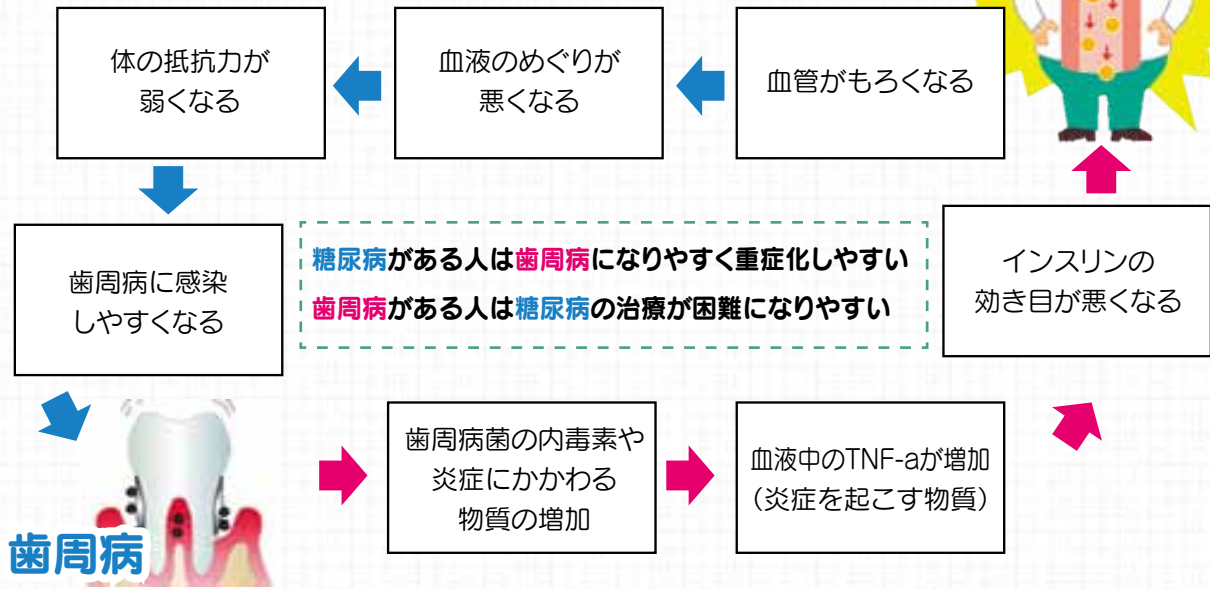 体の抵抗力が
弱くなる
血液のめぐりが
悪くなる
血管がもろくなる
歯周病に感染
しやすくなる
糖尿病がある人は歯周病になりやすく重症化しやすい
歯周病がある人は糖尿病の治療が困難になりやすい
インスリンの
効き目が悪くなる
歯周病菌の内毒素や
炎症にかかわる
物質の増加
血液中のTNF-aが増加
（炎症を起こす物質）
歯周病